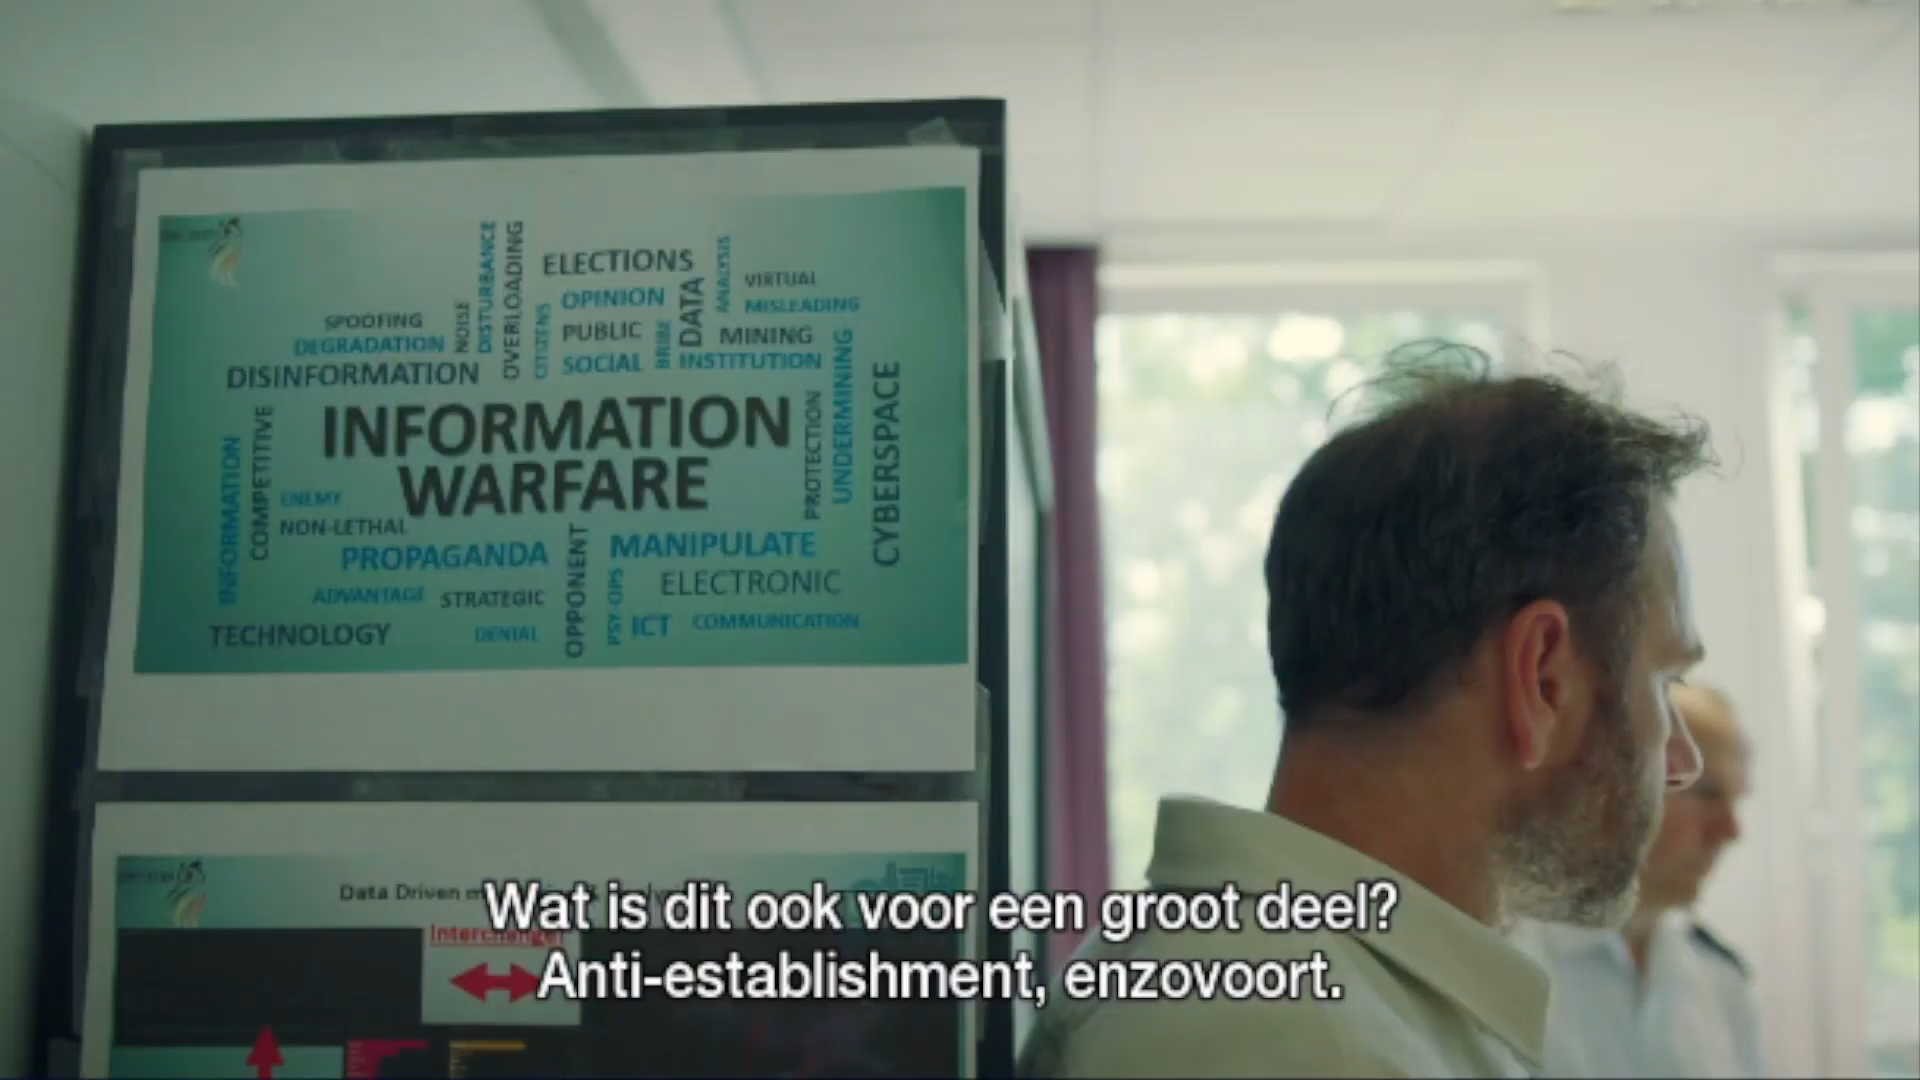 DISTURBANCE
OVERLOADING
ELECTIONS
ANALYSIS
VIRTUAL
OPINION
DATA
MISLEADING
SPOOFING
NOISE
CITIZENS
PUBLIC
BRIBE
MINING
DEGRADATION
SOCIAL
INSTITUTION
DISINFORMATION
UNDERMINING
CYBERSPACE
INFORMATION
WARFARE
PROTECTION
INFORMATION
COMPETITIVE
ENEMY
NON-LETHAL
PROPAGANDA
OPPONENT
MANIPULATE
PSY-OPS
ELECTRONIC
ADVANTAGE
STRATEGIC
TECHNOLOGY
DENIAL
ICT
COMMUNICATION
Data Driven
Wat is dit ook voor een groot deel?
Anti-establishment, enzovoort.